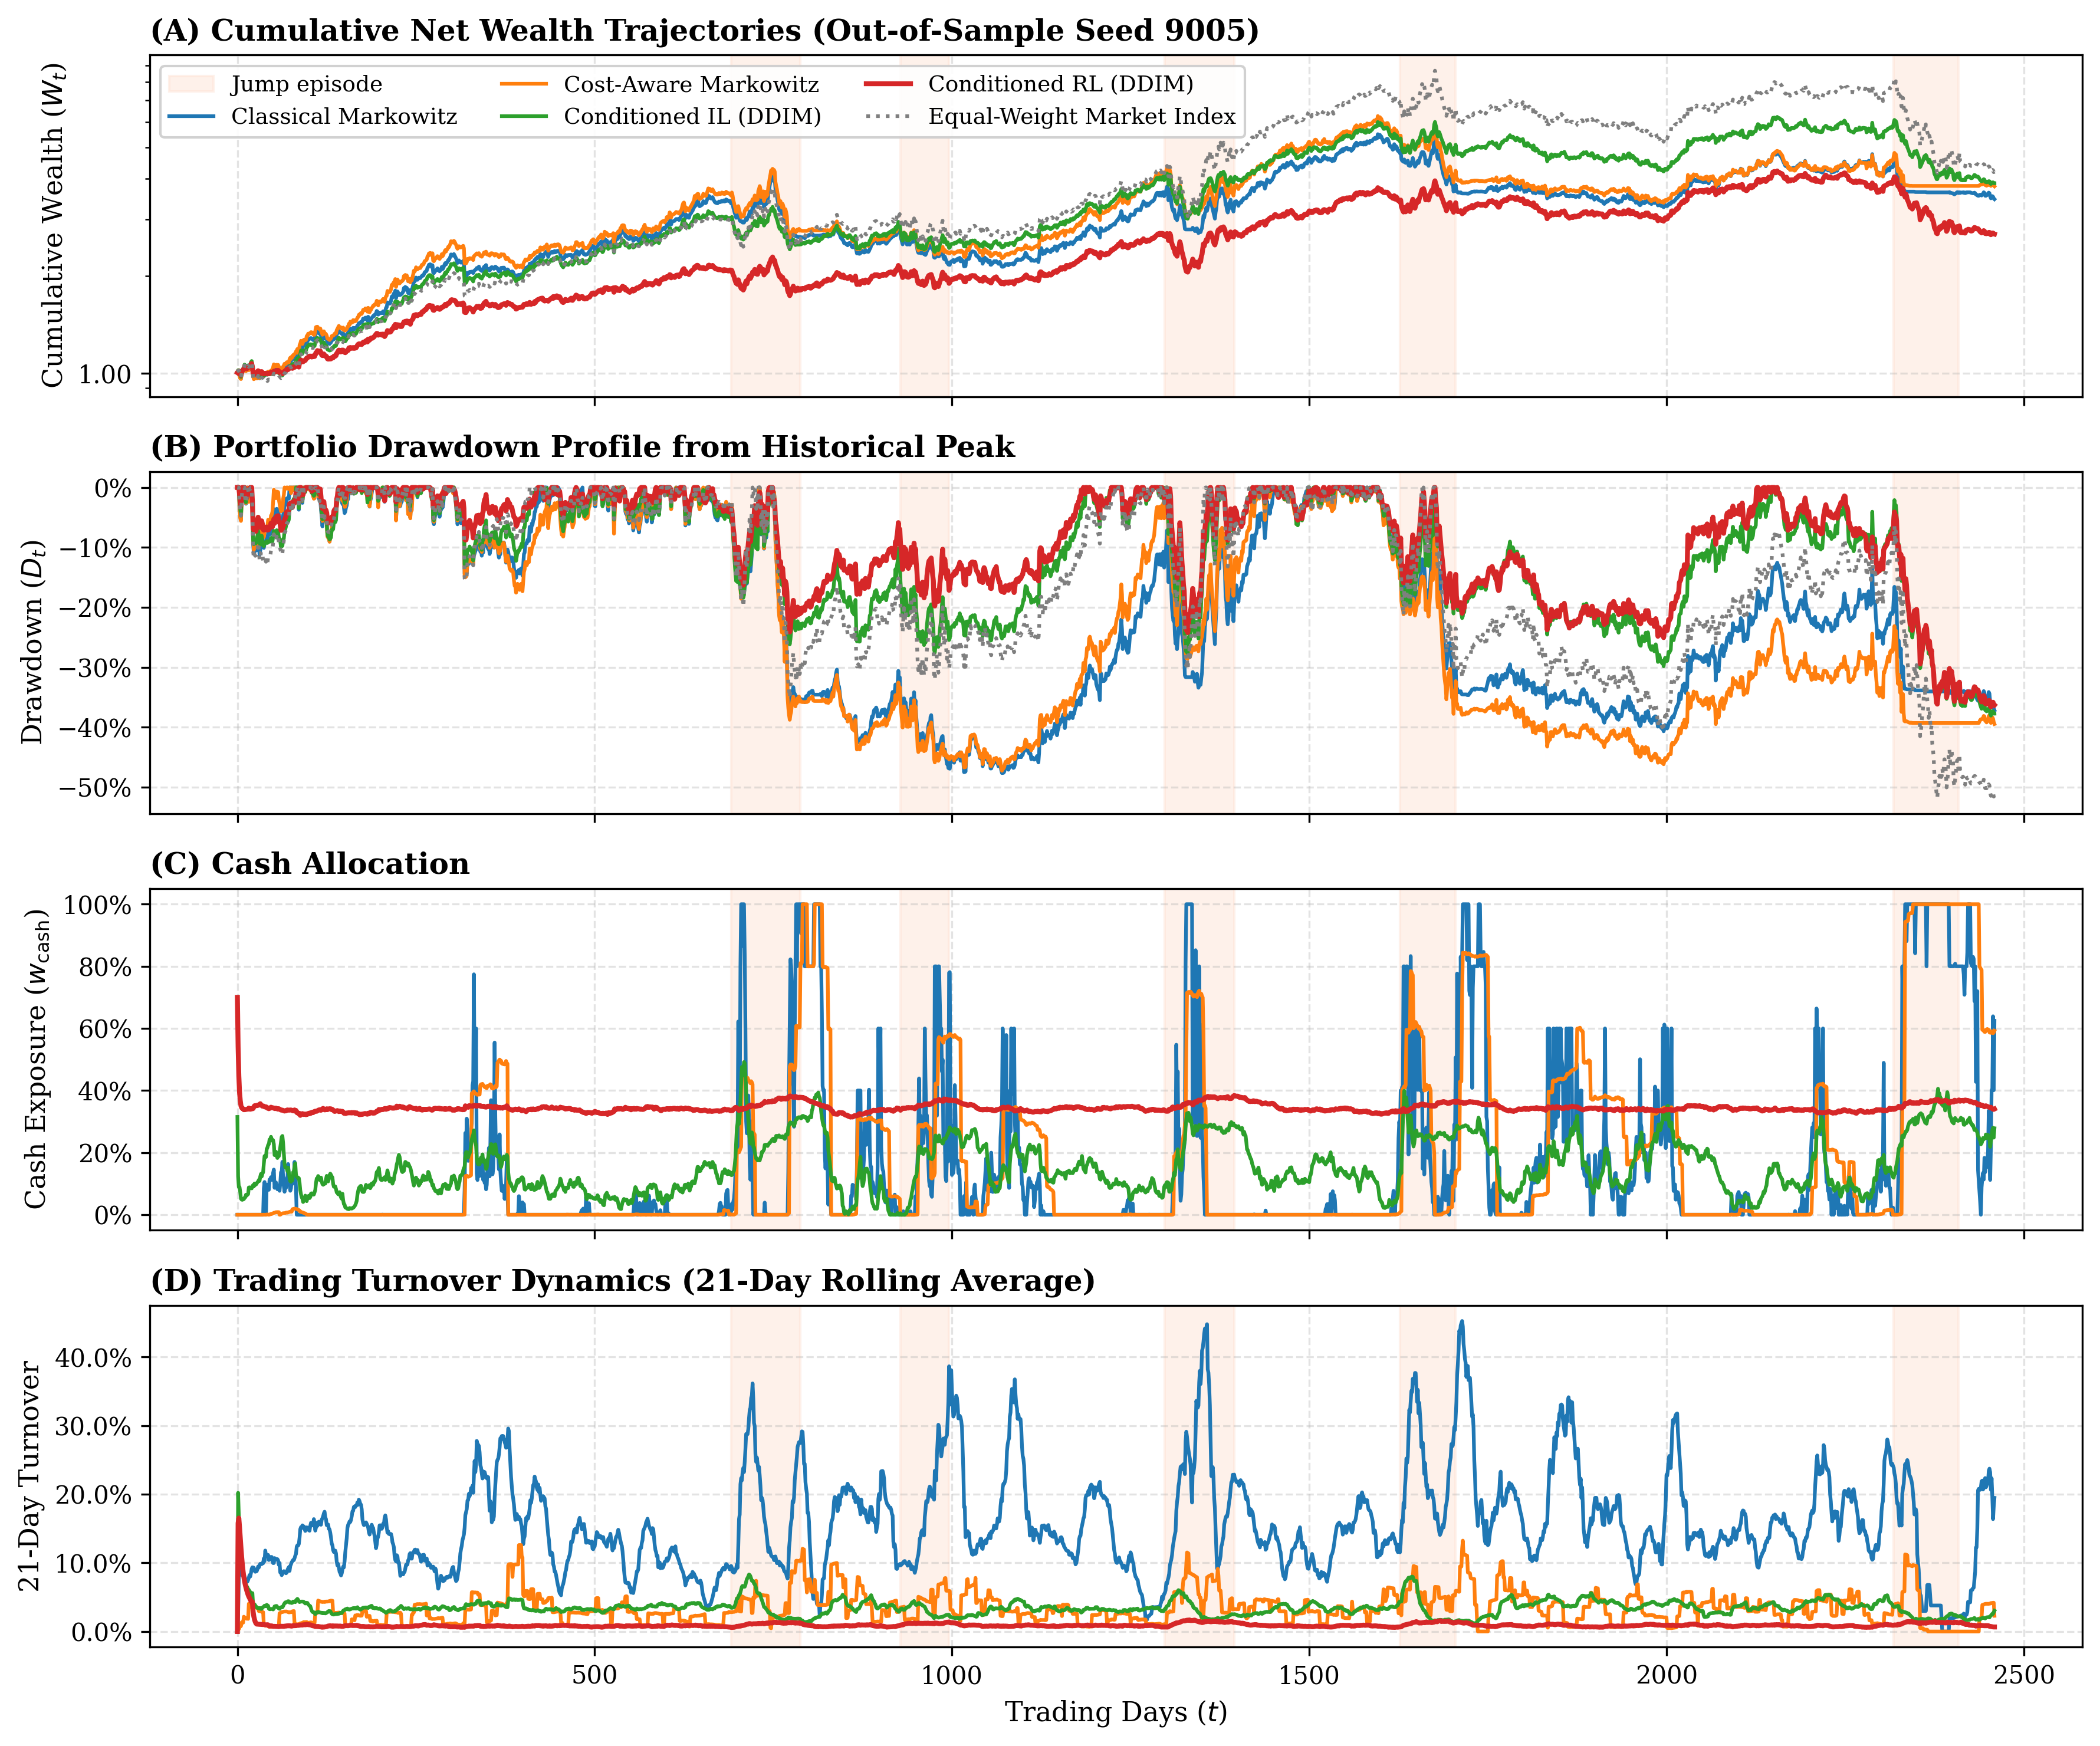 (A) Cumulative Net Wealth Trajectories (Out-of-Sample Seed 9005)
Cumulative Wealth (Wₜ)
1.00
Jump episode
Classical Markowitz
Cost-Aware Markowitz
Conditioned IL (DDIM)
Conditioned RL (DDIM)
Equal-Weight Market Index
(B) Portfolio Drawdown Profile from Historical Peak
Drawdown (Dₜ)
0%
−10%
−20%
−30%
−40%
−50%
(C) Cash Allocation
Cash Exposure (w_cash)
100%
80%
60%
40%
20%
0%
(D) Trading Turnover Dynamics (21-Day Rolling Average)
21-Day Turnover
40.0%
30.0%
20.0%
10.0%
0.0%
0 500 1000 1500 2000 2500
Trading Days (t)